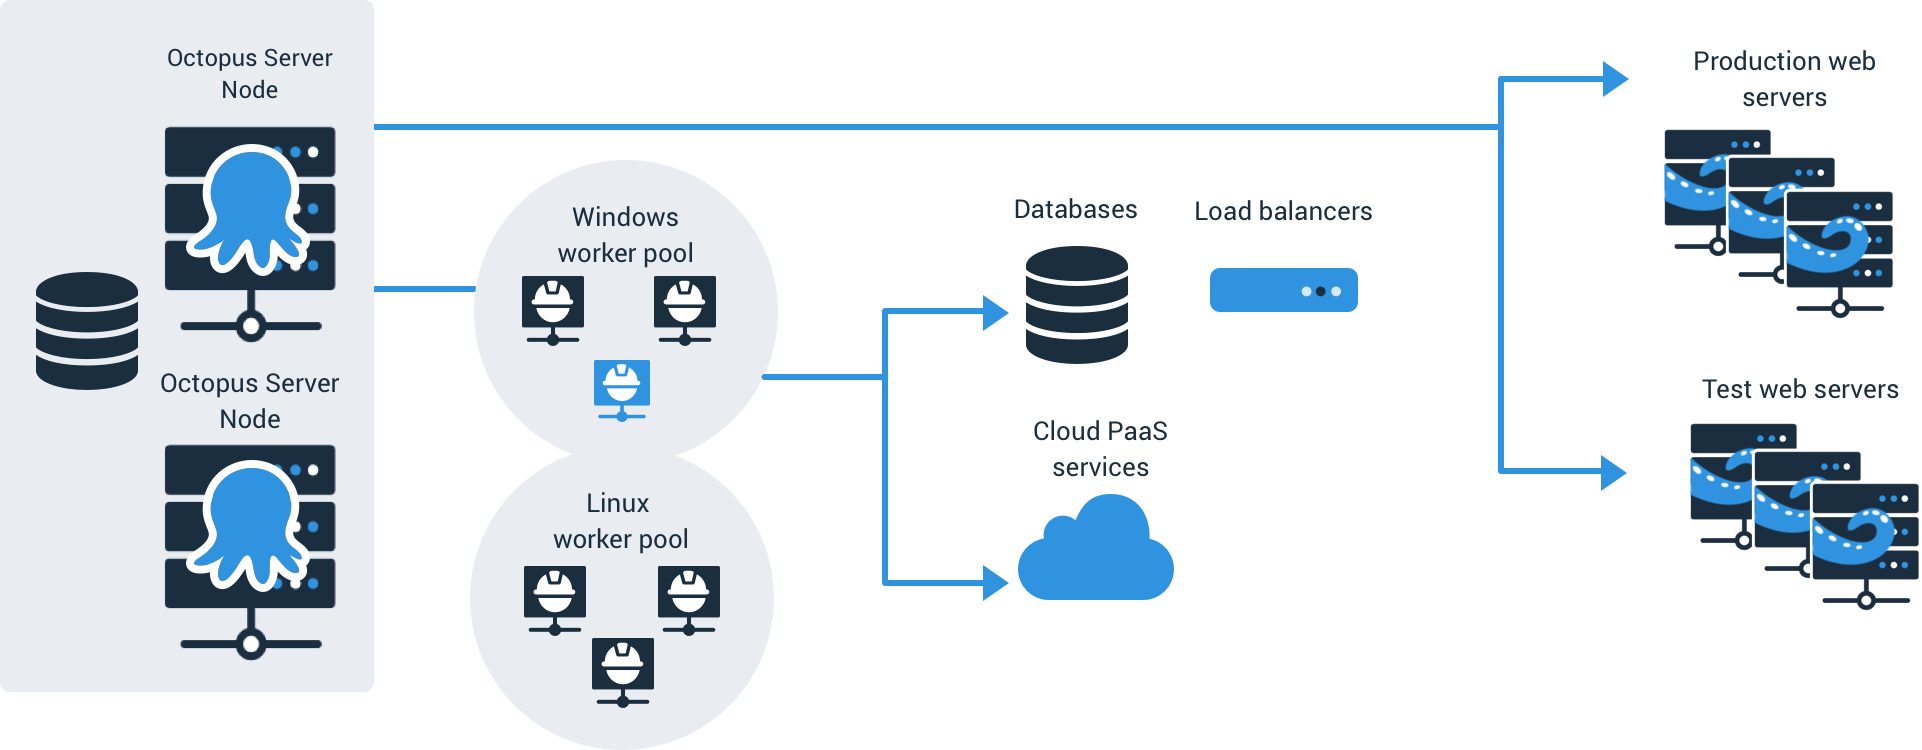 Octopus Server
Node
Octopus Server
Node
Windows
worker pool
Linux
worker pool
Databases
Load balancers
Cloud PaaS
services
Production web
servers
Test web servers